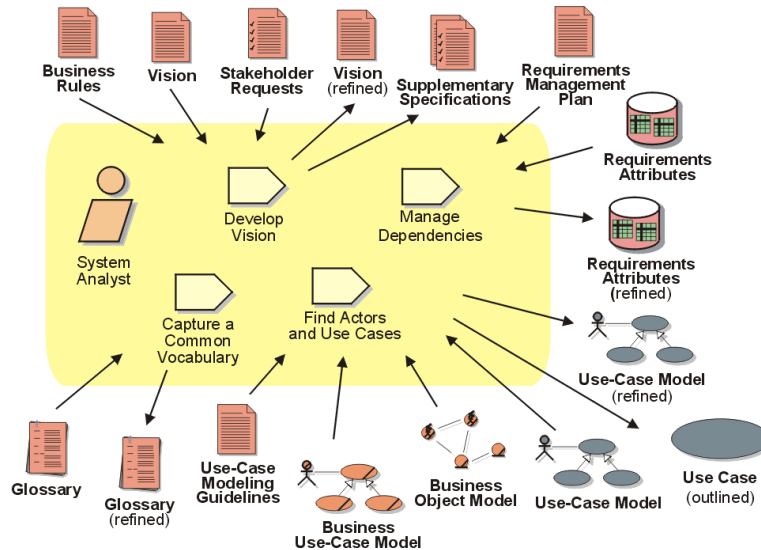 Business
Rules
Vision
Stakeholder
Requests
Vision
(refined)
Supplementary
Specifications
Requirements
Management
Plan
Requirements
Attributes
Develop
Vision
Manage
Dependencies
System
Analyst
Requirements
Attributes
(refined)
Capture a
Common
Vocabulary
Find Actors
and Use Cases
Use-Case Model
(refined)
Glossary
Glossary
(refined)
Use-Case
Modeling
Guidelines
Business
Use-Case Model
Business
Object Model
Use-Case Model
Use Case
(outlined)